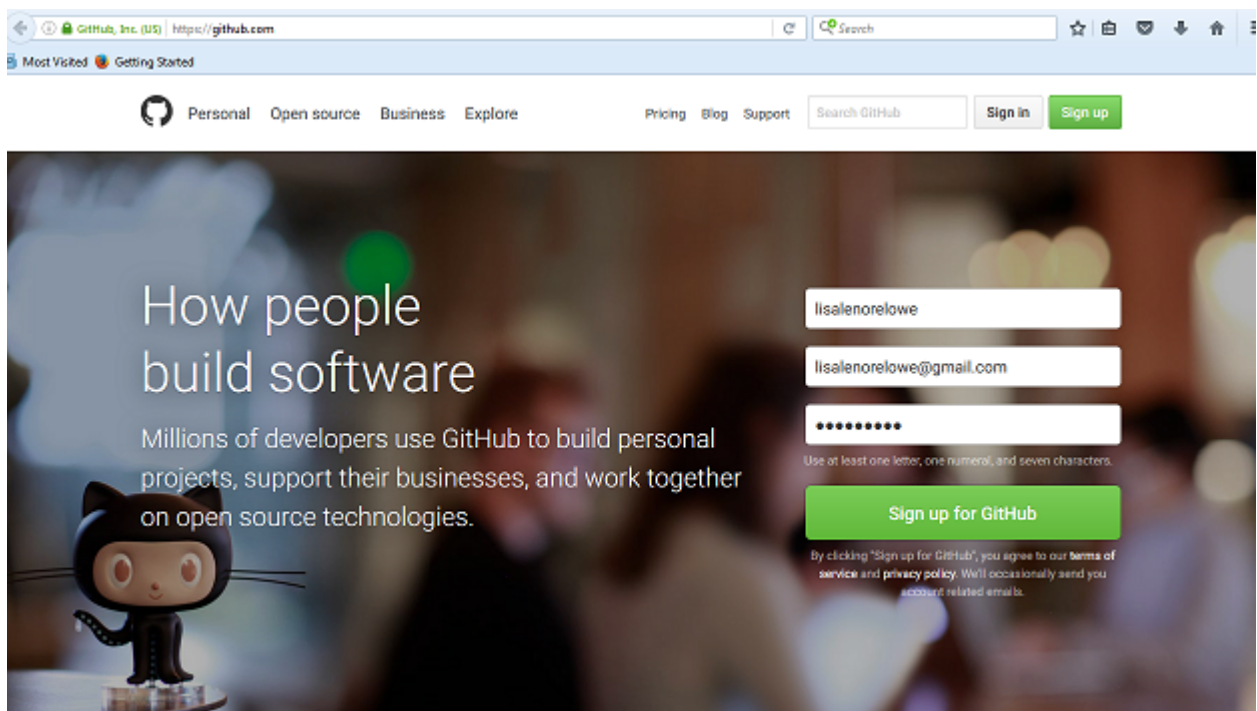 GitHub, Inc. (US) https://github.com Search
Most Visited Getting Started
Personal Open source Business Explore Pricing Blog Support Search GitHub Sign in Sign up
How people
build software
Millions of developers use GitHub to build personal
projects, support their businesses, and work together
on open source technologies.
lisalenorelowe
lisalenorelowe@gmail.com
●●●●●●●●●
Use at least one letter, one numeral, and seven characters.
Sign up for GitHub
By clicking "Sign up for GitHub", you agree to our terms of
service and privacy policy. We'll occasionally send you
account related emails.